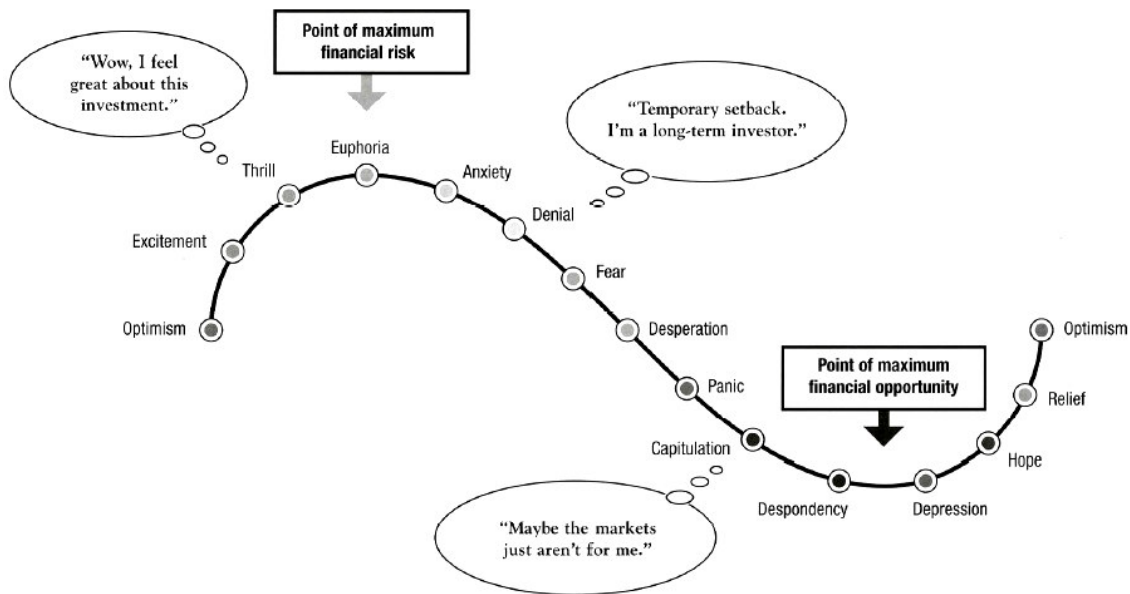 Point of maximum
financial risk
“Wow, I feel
great about this
investment.”
“Temporary setback.
I’m a long-term investor.”
Euphoria
Thrill
Anxiety
Denial
Excitement
Fear
Optimism
Desperation
Optimism
Point of maximum
financial opportunity
Panic
Relief
Capitulation
Hope
Despondency
Depression
“Maybe the markets
just aren’t for me.”